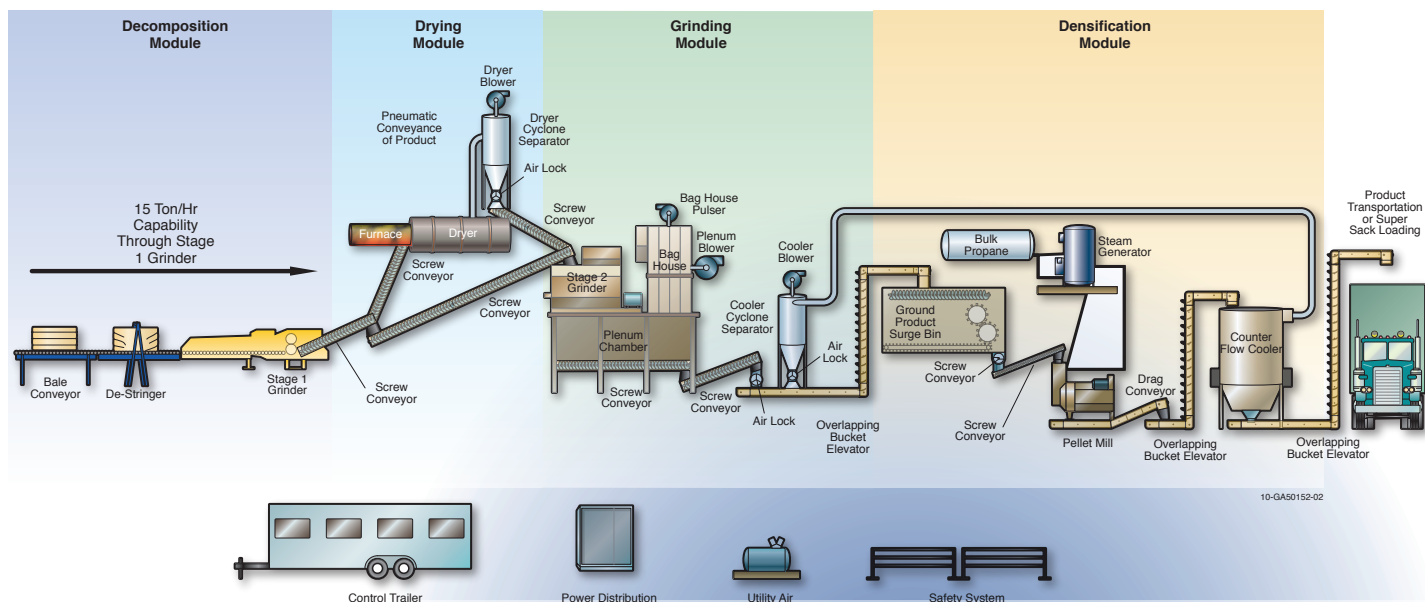 Decomposition
Module
Drying
Module
Grinding
Module
Densification
Module
Dryer
Blower
Pneumatic
Conveyance
of Product
Dryer
Cyclone
Separator
Air Lock
15 Ton/Hr
Capability
Through Stage
1 Grinder
Furnace
Dryer
Screw
Conveyor
Screw
Conveyor
Screw
Conveyor
Bag House
Pulser
Plenum
Blower
Bag
House
Stage 2
Grinder
Plenum
Chamber
Cooler
Blower
Cooler
Cyclone
Separator
Air
Lock
Bulk
Propane
Steam
Generator
Product
Transportation
or Super
Sack Loading
Ground
Product
Surge Bin
Counter
Flow Cooler
Bale
Conveyor
De-Stringer
Stage 1
Grinder
Screw
Conveyor
Screw
Conveyor
Screw
Conveyor
Air Lock
Overlapping
Bucket
Elevator
Screw
Conveyor
Screw
Conveyor
Drag
Conveyor
Pellet Mill
Overlapping
Bucket Elevator
Overlapping
Bucket Elevator
10-GA50152-02
Control Trailer
Power Distribution
Utility Air
Safety System